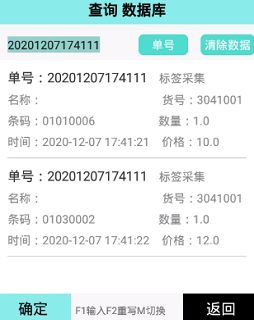 查询 数据库
20201207174111 单号 清除数据
单号：20201207174111 标签采集
名称： 货号：3041001
条码：01010006 数量：1.0
时间：2020-12-07 17:41:21 价格：10.0
单号：20201207174111 标签采集
名称： 货号：3041001
条码：01030002 数量：1.0
时间：2020-12-07 17:41:22 价格：12.0
确定 F1输入F2重写M切换 返回